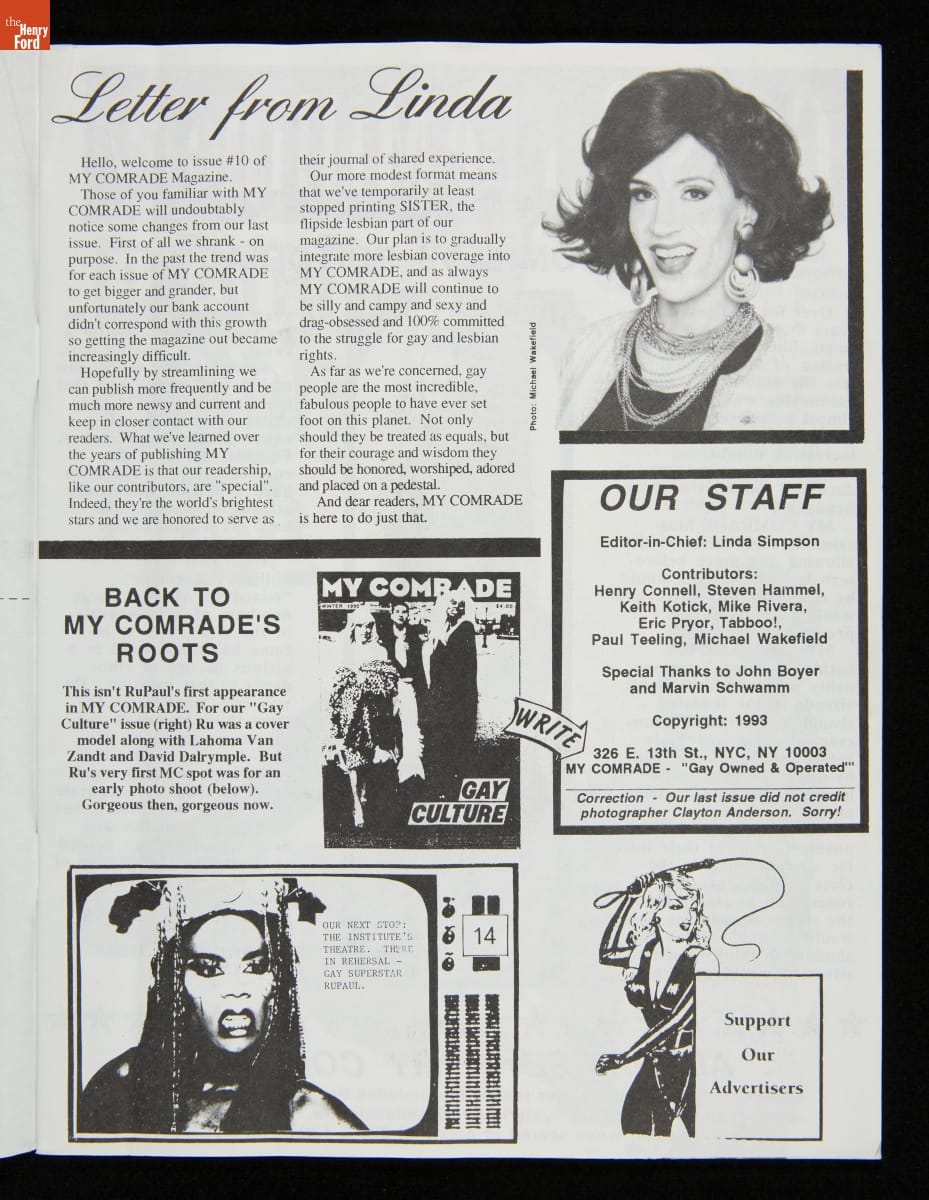 the
Henry
Ford
Letter from Linda
Hello, welcome to issue #10 of
MY COMRADE Magazine.
Those of you familiar with MY
COMRADE will undoubtably
notice some changes from our last
issue. First of all we shrank - on
purpose. In the past the trend was
for each issue of MY COMRADE
to get bigger and grander, but
unfortunately our bank account
didn't correspond with this growth
so getting the magazine out became
increasingly difficult.
Hopefully by streamlining we
can publish more frequently and be
much more newsy and current and
keep in closer contact with our
readers. What we've learned over
the years of publishing MY
COMRADE is that our readership,
like our contributors, are "special".
Indeed, they're the world's brightest
stars and we are honored to serve as
their journal of shared experience.
Our more modest format means
that we've temporarily at least
stopped printing SISTER, the
flipside lesbian part of our
magazine. Our plan is to gradually
integrate more lesbian coverage into
MY COMRADE, and as always
MY COMRADE will continue to
be silly and campy and sexy and
drag-obsessed and 100% committed
to the struggle for gay and lesbian
rights.
As far as we're concerned, gay
people are the most incredible,
fabulous people to have ever set
foot on this planet. Not only
should they be treated as equals, but
for their courage and wisdom they
should be honored, worshiped, adored
and placed on a pedestal.
And dear readers, MY COMRADE
is here to do just that.
Photo: Michael Wakefield
OUR STAFF
Editor-in-Chief: Linda Simpson
Contributors:
Henry Connell, Steven Hammel,
Keith Kotick, Mike Rivera,
Eric Pryor, Tabboo!,
Paul Teeling, Michael Wakefield
Special Thanks to John Boyer
and Marvin Schwamm
Copyright: 1993
WRITE
326 E. 13th St., NYC, NY 10003
MY COMRADE - "Gay Owned & Operated'"
Correction - Our last issue did not credit
photographer Clayton Anderson. Sorry!
BACK TO
MY COMRADE'S
ROOTS
This isn't RuPaul's first appearance
in MY COMRADE. For our "Gay
Culture" issue (right) Ru was a cover
model along with Lahoma Van
Zandt and David Dalrymple. But
Ru's very first MC spot was for an
early photo shoot (below).
Gorgeous then, gorgeous now.
MY COMRADE
WINTER 1990
$4.00
GAY
CULTURE
OUR NEXT STOP:
THE INSTITUTE'S
THEATRE. THERE
IN REHERSAL -
GAY SUPERSTAR
RUPAUL.
14
Support
Our
Advertisers